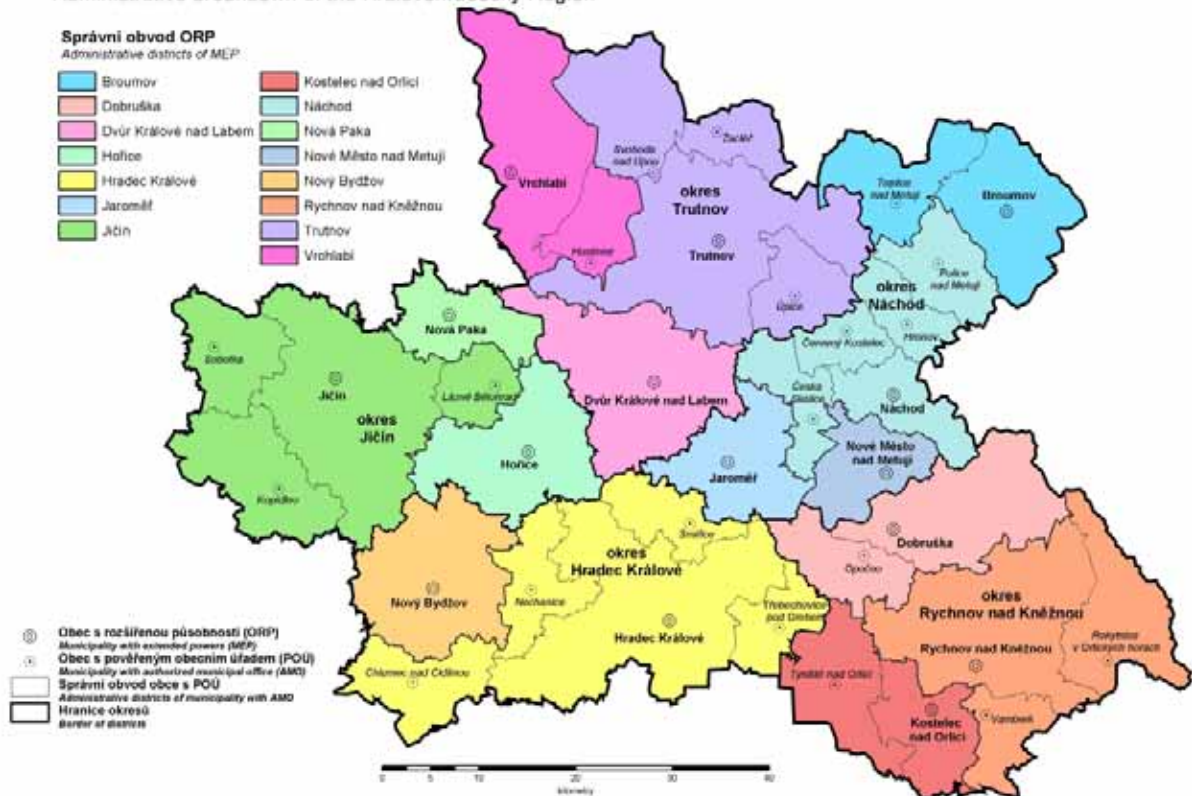 Správní obvod ORP
Administrative districts of MEP
Broumov
Dobruška
Dvůr Králové nad Labem
Hořice
Hradec Králové
Jaroměř
Jičín
Kostelec nad Orlicí
Náchod
Nová Paka
Nové Město nad Metují
Nový Bydžov
Rychnov nad Kněžnou
Trutnov
Vrchlabí
Vrchlabí
Hostinné
Svoboda
nad Úpou
Žacléř
okres
Trutnov
Trutnov
Úpice
Teplice
nad Metují
Broumov
Police
nad Metují
okres
Náchod
Hronov
Červený Kostelec
Česká
Skalice
Náchod
Nové Město
nad Metují
Nová Paka
Sobotka
Jičín
Lázně Bělohrad
okres
Jičín
Kopidlno
Dvůr Králové nad Labem
Hořice
Jaroměř
Smiřice
okres
Hradec Králové
Nový Bydžov
Nechanice
Hradec Králové
Třebechovice
pod Orebem
Chlumec nad Cidlinou
Dobruška
Opočno
okres
Rychnov nad Kněžnou
Rychnov nad Kněžnou
Rokytnice
v Orlických horách
Týniště nad Orlicí
Kostelec
nad Orlicí
Vamberk
Obec s rozšířenou působností (ORP)
Municipality with extended powers (MEP)
Obec s pověřeným obecním úřadem (POÚ)
Municipality with authorized municipal office (AMO)
Správní obvod obce s POÚ
Administrative districts of municipality with AMO
Hranice okresů
Border of districts
0 5 10 20 30 40
kilometry